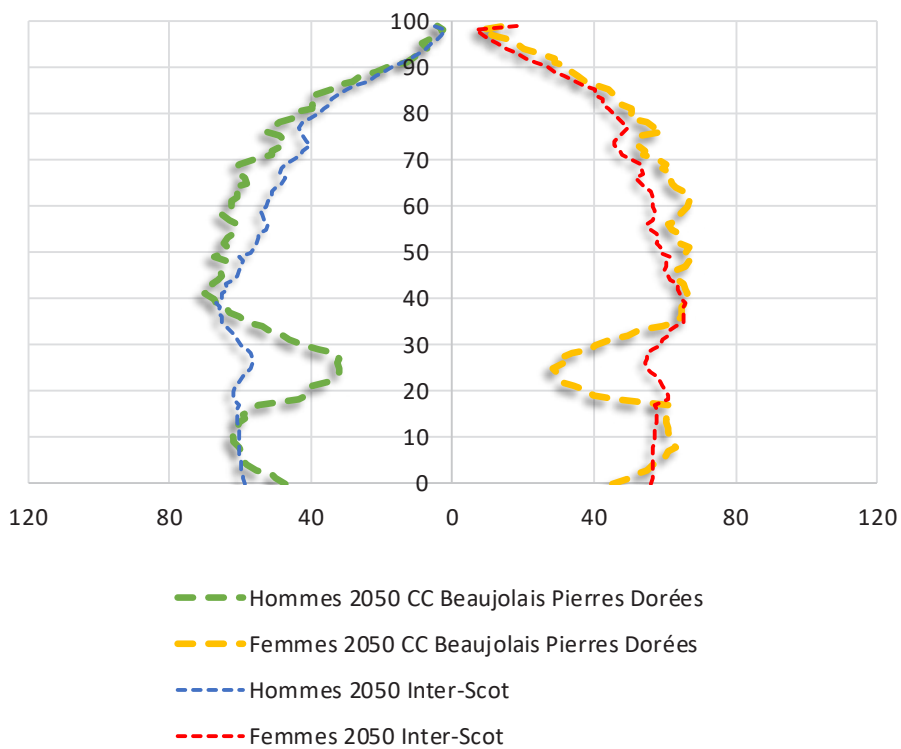 100
90
80
70
60
50
40
30
20
10
0
120 80 40 0 40 80 120
Hommes 2050 CC Beaujolais Pierres Dorées
Femmes 2050 CC Beaujolais Pierres Dorées
Hommes 2050 Inter-Scot
Femmes 2050 Inter-Scot